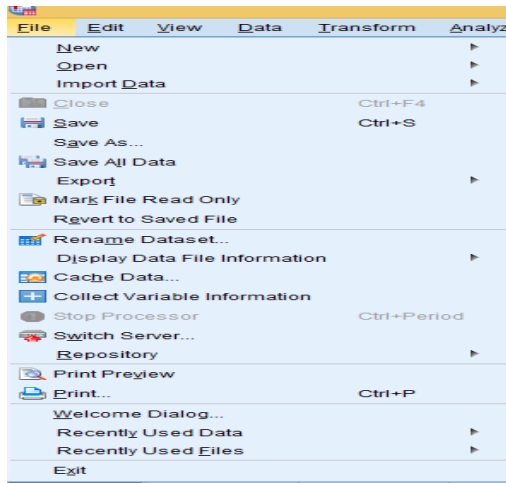 File Edit View Data Transform Analyz
New
Open
Import Data
Close Ctrl+F4
Save Ctrl+S
Save As...
Save All Data
Export
Mark File Read Only
Revert to Saved File
Rename Dataset...
Display Data File Information
Cache Data...
Collect Variable Information
Stop Processor Ctrl+Period
Switch Server...
Repository
Print Preview
Print... Ctrl+P
Welcome Dialog...
Recently Used Data
Recently Used Files
Exit